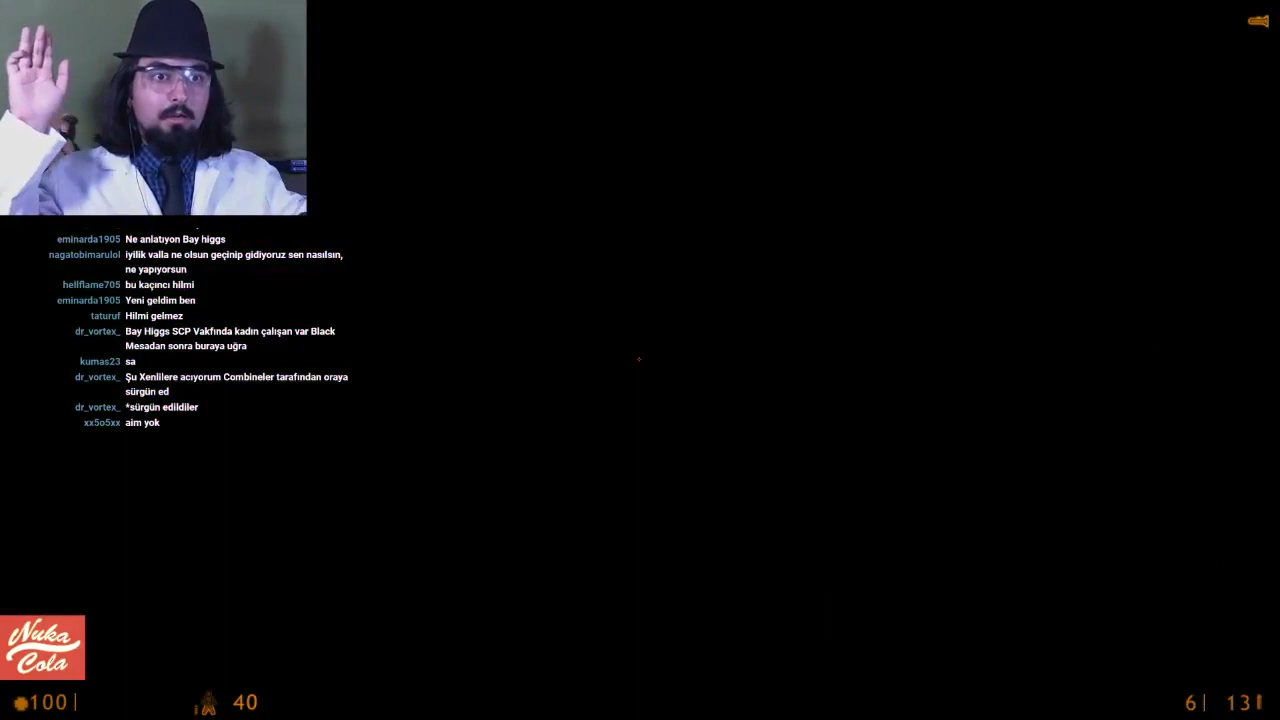 eminarda1905 Ne anlatıyon Bay higgs
nagatobimarulol iyilik valla ne olsun geçinip gidiyoruz sen nasılsın,
ne yapıyorsun
hellflame705 bu kaçıncı hilmi
eminarda1905 Yeni geldim ben
taturuf Hilmi gelmez
dr_vortex_ Bay Higgs SCP Vakfında kadın çalışan var Black
Mesadan sonra buraya uğra
kumas23 sa
dr_vortex_ Şu Xenlilere acıyorum Combineler tarafından oraya
sürgün ed
dr_vortex_ *sürgün edildiler
xx5o5xx aim yok
Nuka
Cola
100 40 6 13